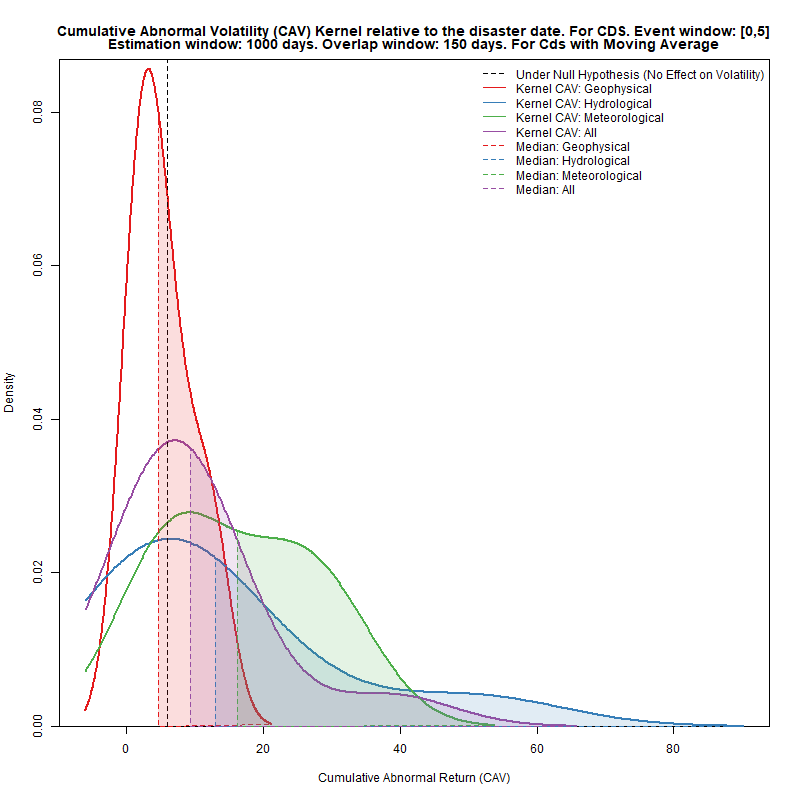 Cumulative Abnormal Volatility (CAV) Kernel relative to the disaster date. For CDS. Event window: [0,5]
Estimation window: 1000 days. Overlap window: 150 days. For Cds with Moving Average
Under Null Hypothesis (No Effect on Volatility)
Kernel CAV: Geophysical
Kernel CAV: Hydrological
Kernel CAV: Meteorological
Kernel CAV: All
Median: Geophysical
Median: Hydrological
Median: Meteorological
Median: All
0.08
0.06
0.04
0.02
0.00
Density
0 20 40 60 80
Cumulative Abnormal Return (CAV)